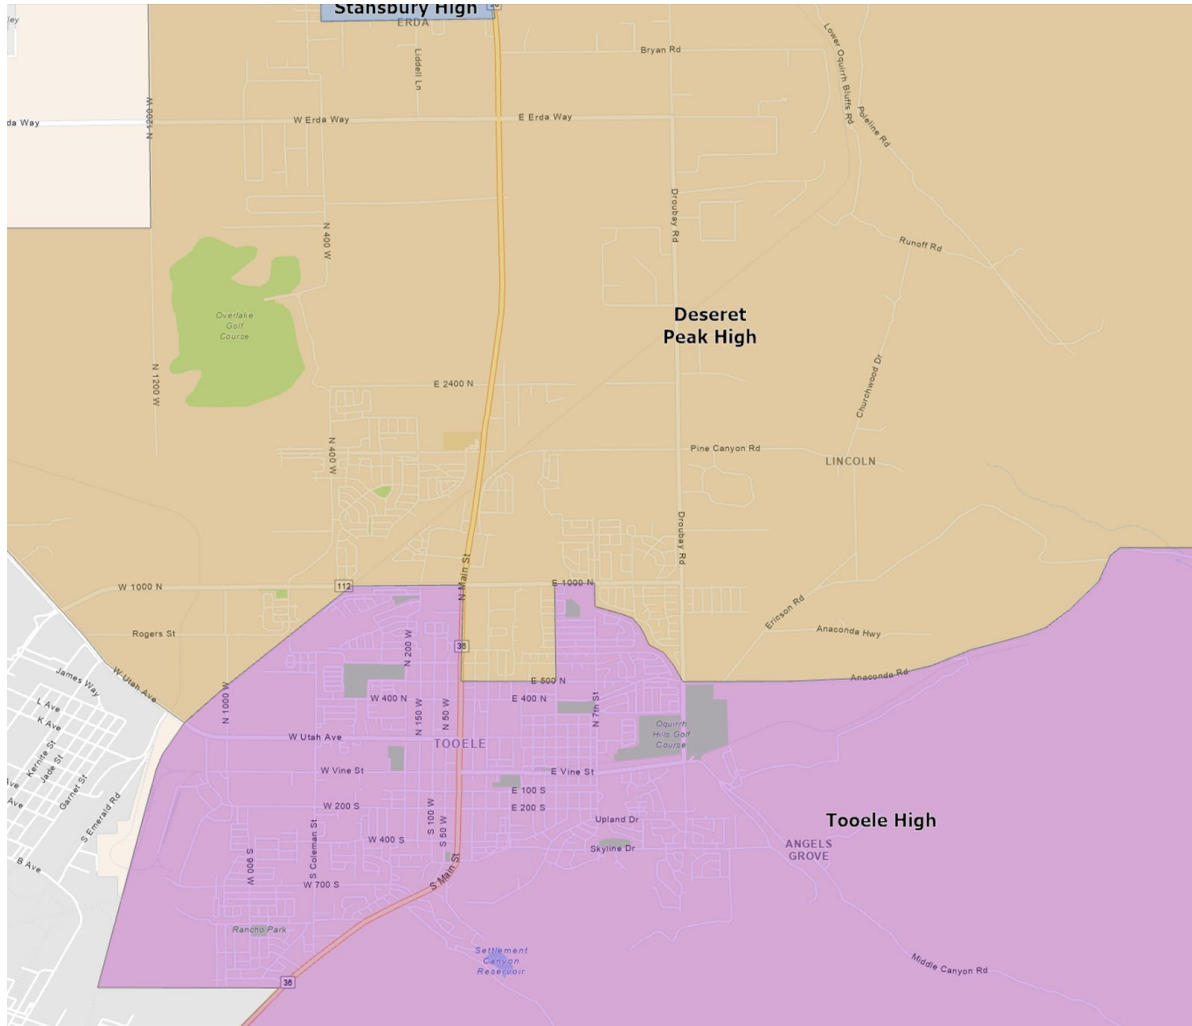 Stansbury High
36
ERDA
ley
Liddell Ln
Bryan Rd
Lower Oquirrh Bluffs Rd
Poleline Rd
da Way
N 1200 W
W Erda Way
E Erda Way
Droubay Rd
N 400 W
Runoff Rd
Overlake
Golf
Course
Deseret
Peak High
N 1200 W
E 2400 N
Churchwood Dr
N 400 W
Pine Canyon Rd
LINCOLN
Droubay Rd
N Main St
W 1000 N
112
E 1000 N
Ericson Rd
Anaconda Hwy
Rogers St
N 200 W
36
James Way
W Utah Ave
N 1000 W
W 400 N
E 500 N
E 400 N
Anaconda Rd
L Ave
K Ave
N 150 W
N 50 W
N 7th St
Oquirrh
Hills Golf
Course
W Utah Ave
TOOELE
Kernite St
Jade St
Garnet St
W Vine St
E Vine St
Ave
Ave
S Emerald Rd
W 200 S
E 100 S
E 200 S
S 100 W
S 50 W
Upland Dr
Tooele High
S Coleman St
W 400 S
Skyline Dr
ANGELS
GROVE
B Ave
W 900 S
W 700 S
S Main St
Rancho Park
Settlement
Canyon
Reservoir
Middle Canyon Rd
36